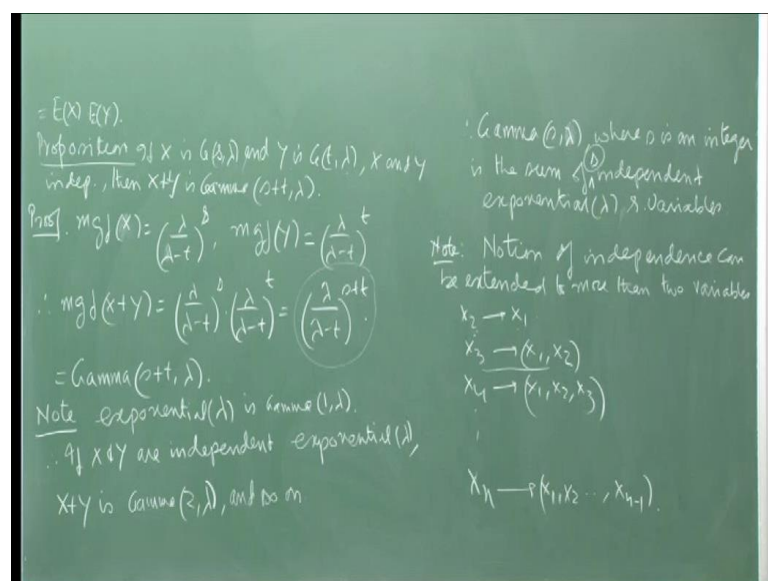 = E(X) E(Y).
Proposition If X is G(s,λ) and Y is G(t,λ), X and Y
indep., then X+Y is Gamma (s+t, λ).
Proof. mgf(X) = (λ/(λ-t))^s, mgf(Y) = (λ/(λ-t))^t
∴ mgf(X+Y) = (λ/(λ-t))^s . (λ/(λ-t))^t = (λ/(λ-t))^(s+t).
= Gamma(s+t, λ).
Note exponential(λ) is Gamma (1,λ).
∴ If X & Y are independent exponential(λ),
X+Y is Gamma(2,λ), and so on
∴ Gamma (s,λ), where s is an integer
is the sum of (s) independent
exponential(λ) r. Variables
Note: Notion of independence can
be extended to more than two variables
X2 → X1
X3 → (X1, X2)
X4 → (X1, X2, X3)
⋮
Xn → (X1, X2 .., Xn-1).